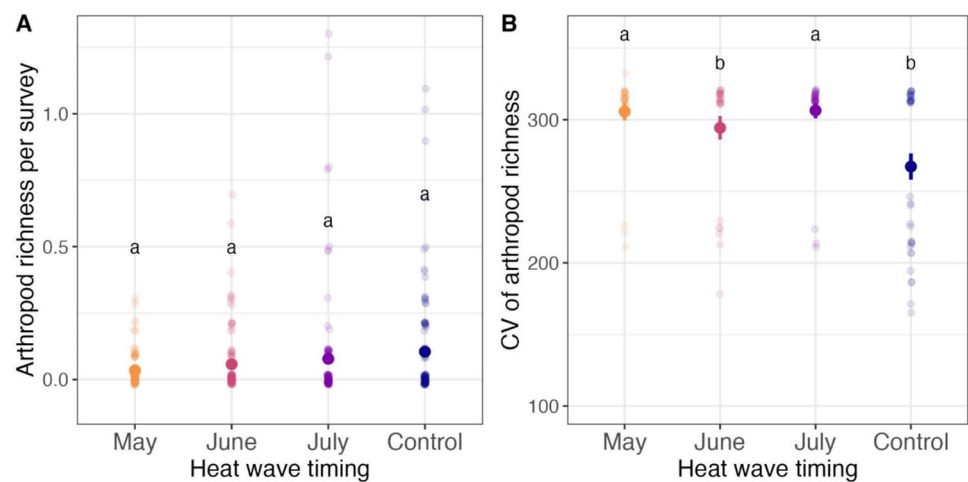 A
Arthropod richness per survey
1.0
0.5
0.0
a
a
a
a
May June July Control
Heat wave timing
B
CV of arthropod richness
300
200
100
a
b
a
b
May June July Control
Heat wave timing